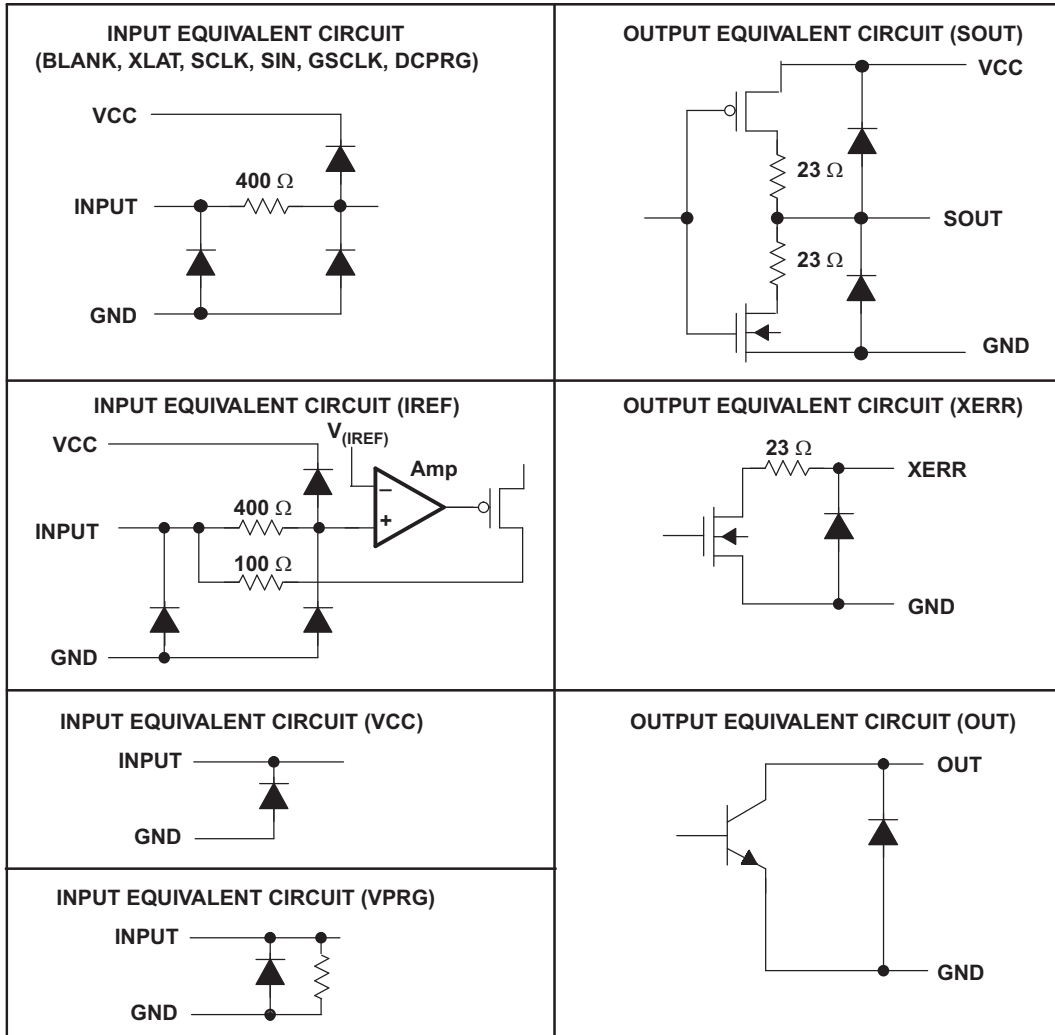 INPUT EQUIVALENT CIRCUIT
(BLANK, XLAT, SCLK, SIN, GSCLK, DCPRG)
VCC
400 Ω
INPUT
GND
OUTPUT EQUIVALENT CIRCUIT (SOUT)
VCC
23 Ω
SOUT
23 Ω
GND
INPUT EQUIVALENT CIRCUIT (IREF)
V(IREF)
VCC
Amp
−
400 Ω
INPUT
+
100 Ω
GND
OUTPUT EQUIVALENT CIRCUIT (XERR)
23 Ω
XERR
GND
INPUT EQUIVALENT CIRCUIT (VCC)
INPUT
GND
OUTPUT EQUIVALENT CIRCUIT (OUT)
OUT
GND
INPUT EQUIVALENT CIRCUIT (VPRG)
INPUT
GND